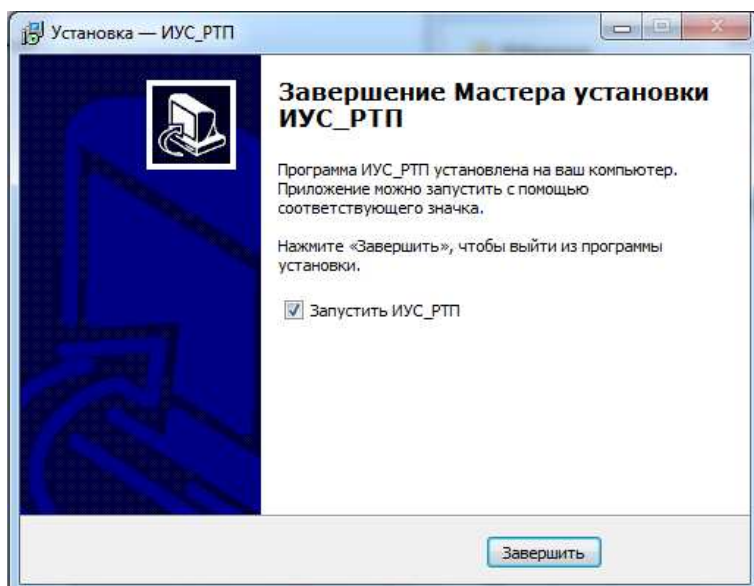 Установка — ИУС_РТП
Завершение Мастера установки
ИУС_РТП
Программа ИУС_РТП установлена на ваш компьютер.
Приложение можно запустить с помощью
соответствующего значка.
Нажмите «Завершить», чтобы выйти из программы
установки.
Запустить ИУС_РТП
Завершить